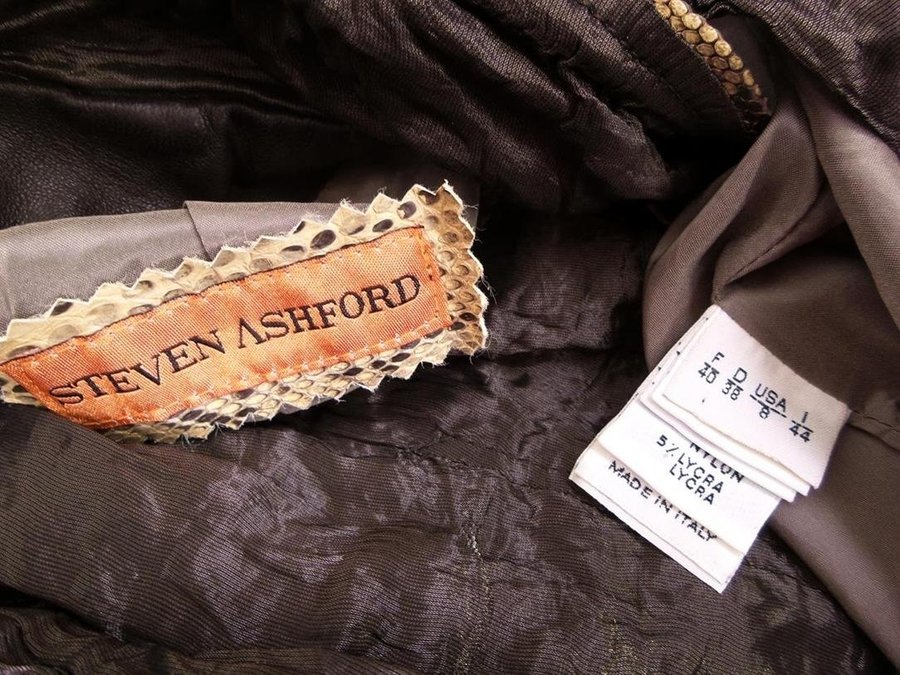 STEVEN ASHFORD
F D USA I
40 38 8 44
NYLON
5% LYCRA
LYCRA
MADE IN ITALY